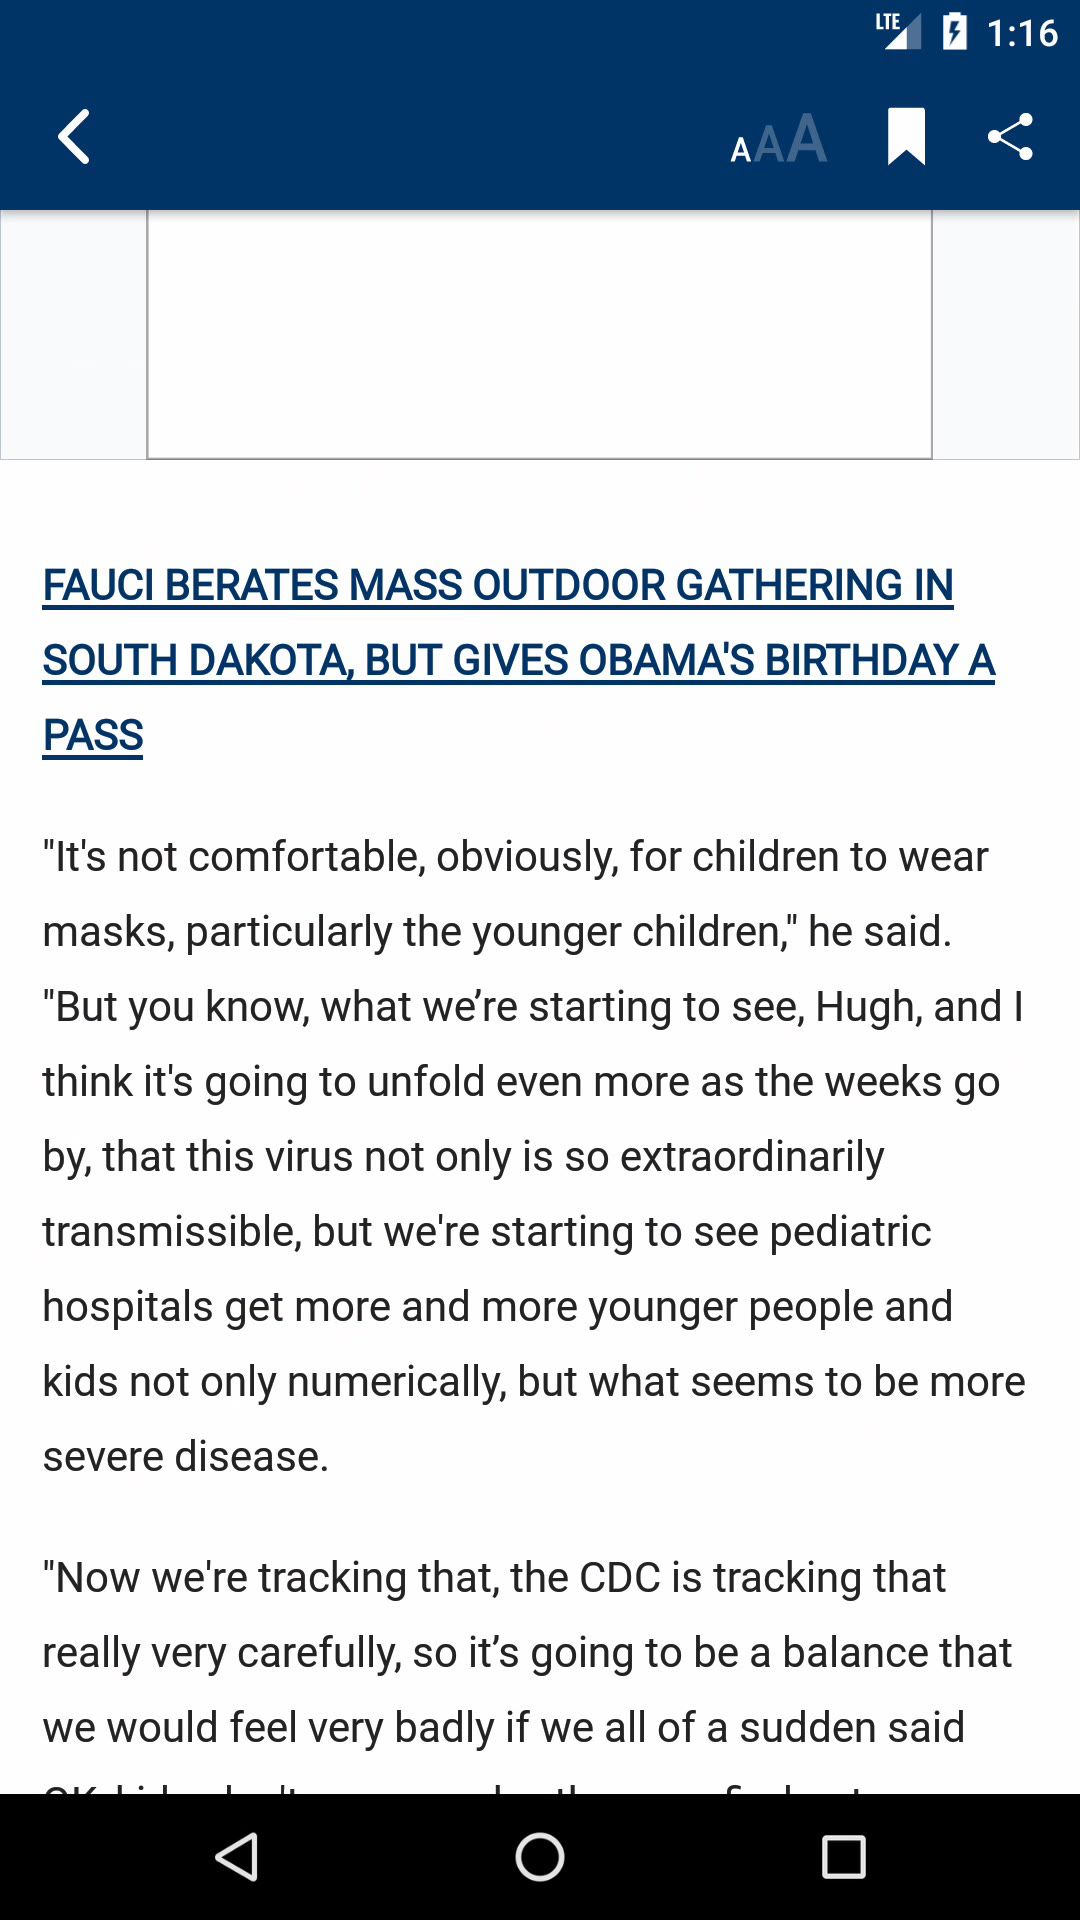 LTE 1:16
AAA
FAUCI BERATES MASS OUTDOOR GATHERING IN
SOUTH DAKOTA, BUT GIVES OBAMA'S BIRTHDAY A
PASS
"It's not comfortable, obviously, for children to wear
masks, particularly the younger children," he said.
"But you know, what we’re starting to see, Hugh, and I
think it's going to unfold even more as the weeks go
by, that this virus not only is so extraordinarily
transmissible, but we're starting to see pediatric
hospitals get more and more younger people and
kids not only numerically, but what seems to be more
severe disease.
"Now we're tracking that, the CDC is tracking that
really very carefully, so it’s going to be a balance that
we would feel very badly if we all of a sudden said